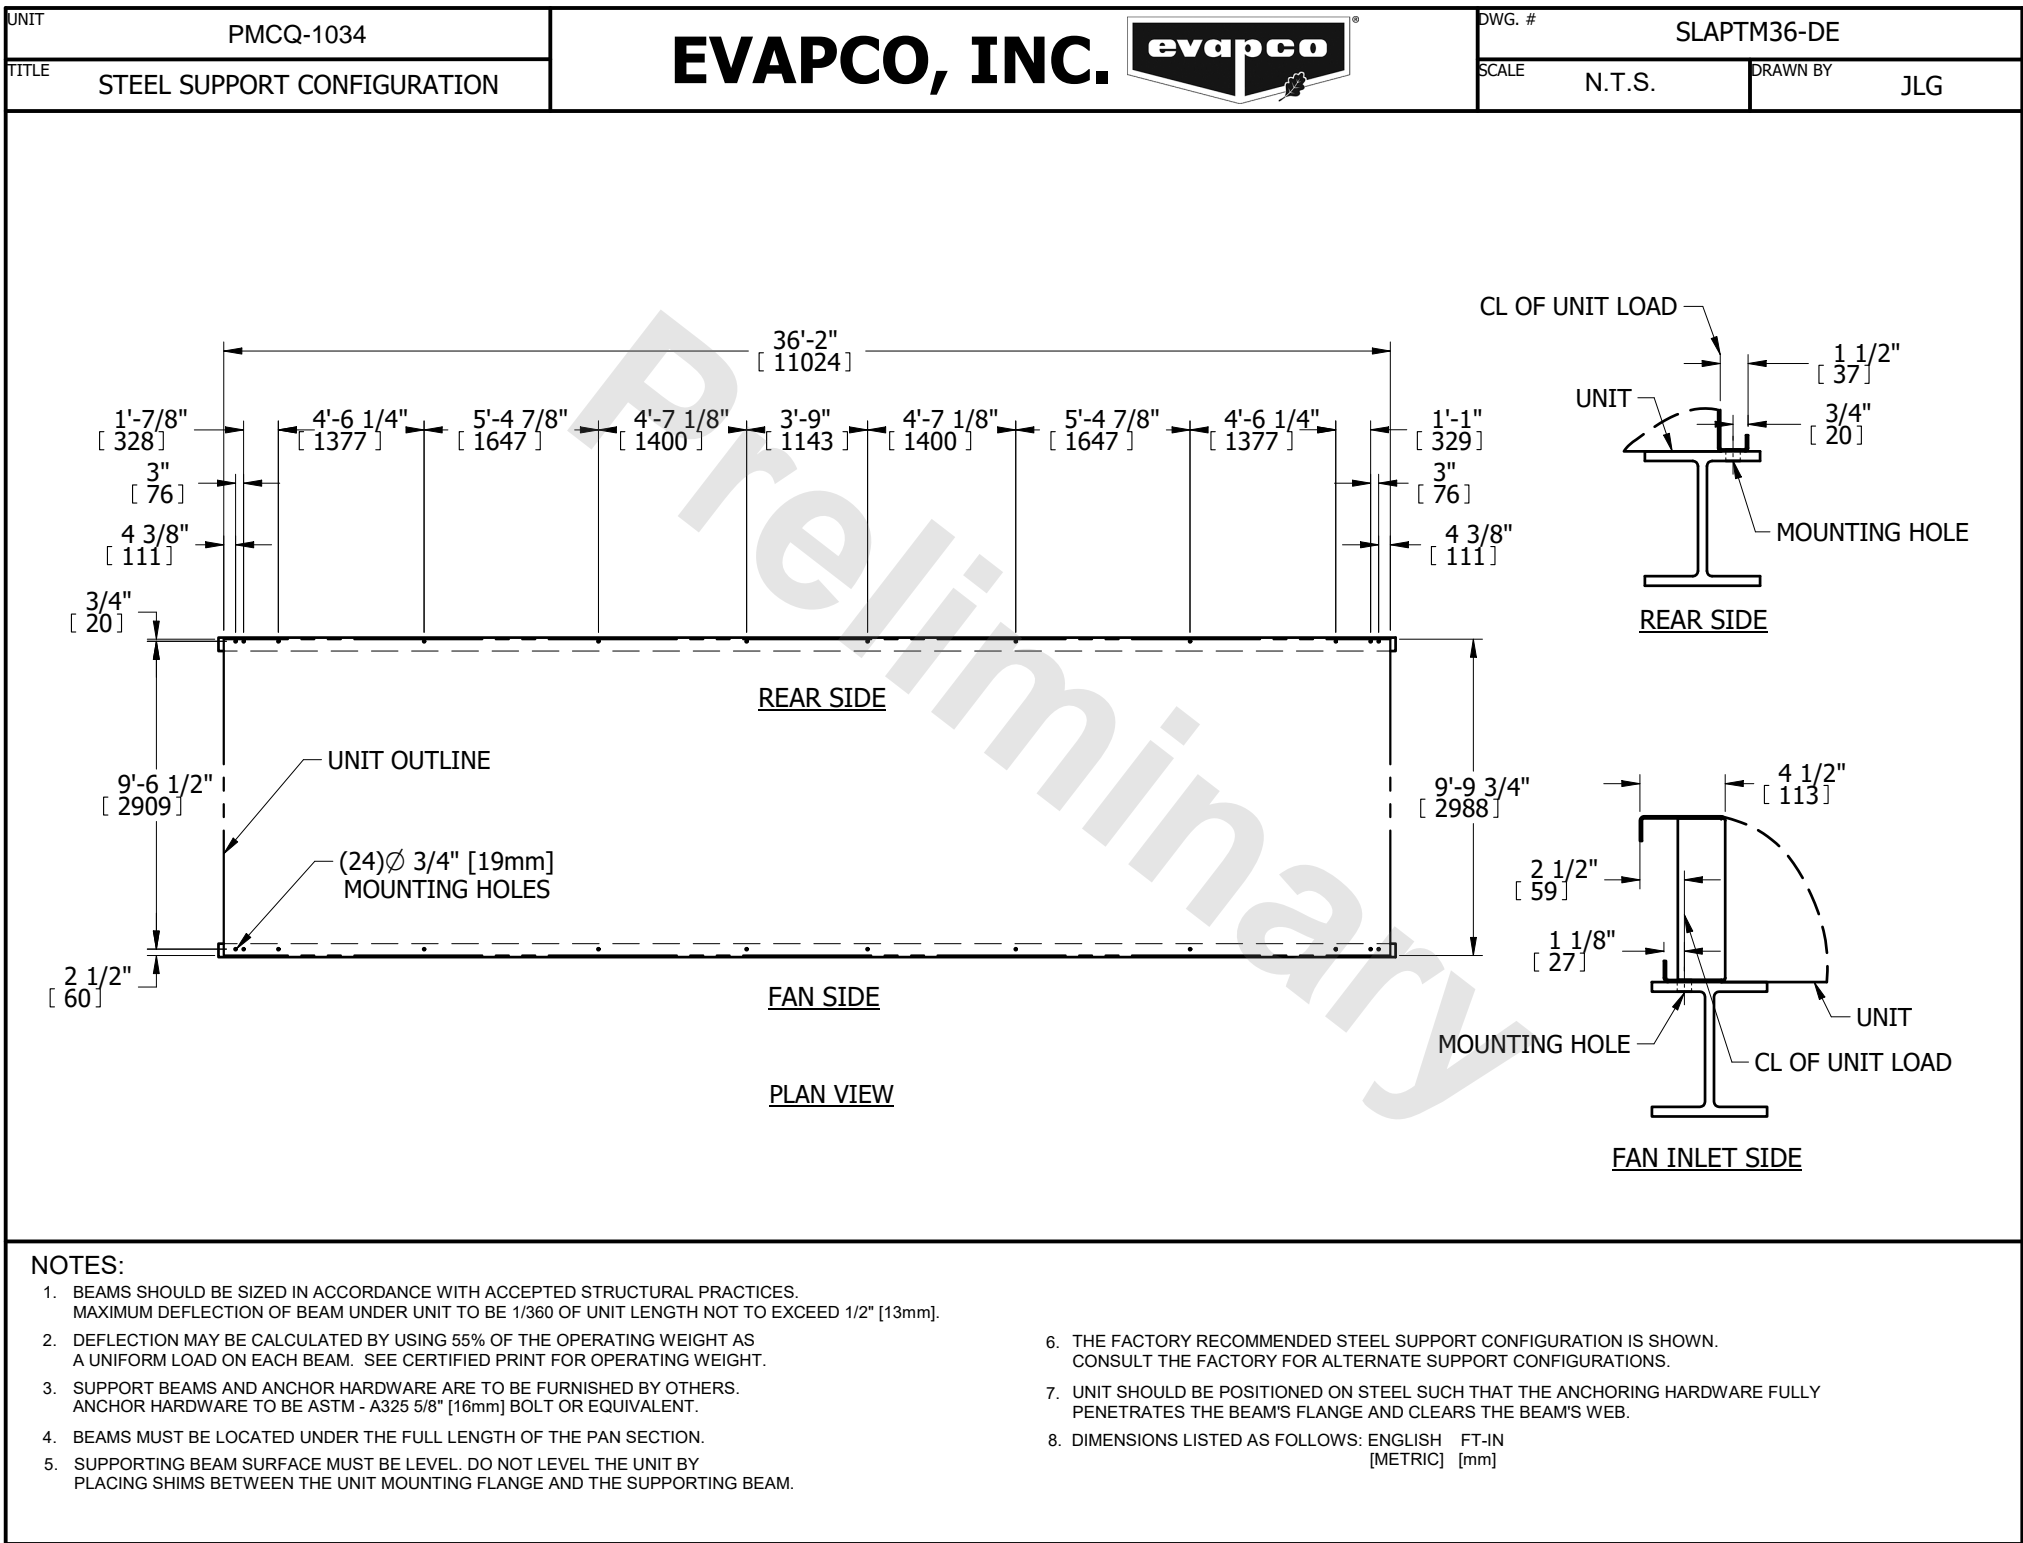 UNIT
PMCQ-1034
TITLE
STEEL SUPPORT CONFIGURATION
EVAPCO, INC.
evapco
®
DWG. #
SLAPTM36-DE
SCALE
N.T.S.
DRAWN BY
JLG
36'-2"
[ 11024 ]
1'-7/8"
[ 328 ]
4'-6 1/4"
[ 1377 ]
5'-4 7/8"
[ 1647 ]
4'-7 1/8"
[ 1400 ]
3'-9"
[ 1143 ]
4'-7 1/8"
[ 1400 ]
5'-4 7/8"
[ 1647 ]
4'-6 1/4"
[ 1377 ]
1'-1"
[ 329 ]
3"
[ 76 ]
3"
[ 76 ]
4 3/8"
[ 111 ]
4 3/8"
[ 111 ]
3/4"
[ 20 ]
REAR SIDE
UNIT OUTLINE
9'-6 1/2"
[ 2909 ]
9'-9 3/4"
[ 2988 ]
(24)∅ 3/4" [19mm]
MOUNTING HOLES
2 1/2"
[ 60 ]
FAN SIDE
PLAN VIEW
Preliminary
CL OF UNIT LOAD
1 1/2"
[ 37 ]
UNIT
3/4"
[ 20 ]
MOUNTING HOLE
REAR SIDE
4 1/2"
[ 113 ]
2 1/2"
[ 59 ]
1 1/8"
[ 27 ]
UNIT
MOUNTING HOLE
CL OF UNIT LOAD
FAN INLET SIDE
NOTES:
1. BEAMS SHOULD BE SIZED IN ACCORDANCE WITH ACCEPTED STRUCTURAL PRACTICES.
MAXIMUM DEFLECTION OF BEAM UNDER UNIT TO BE 1/360 OF UNIT LENGTH NOT TO EXCEED 1/2" [13mm].
2. DEFLECTION MAY BE CALCULATED BY USING 55% OF THE OPERATING WEIGHT AS
A UNIFORM LOAD ON EACH BEAM. SEE CERTIFIED PRINT FOR OPERATING WEIGHT.
3. SUPPORT BEAMS AND ANCHOR HARDWARE ARE TO BE FURNISHED BY OTHERS.
ANCHOR HARDWARE TO BE ASTM - A325 5/8" [16mm] BOLT OR EQUIVALENT.
4. BEAMS MUST BE LOCATED UNDER THE FULL LENGTH OF THE PAN SECTION.
5. SUPPORTING BEAM SURFACE MUST BE LEVEL. DO NOT LEVEL THE UNIT BY
PLACING SHIMS BETWEEN THE UNIT MOUNTING FLANGE AND THE SUPPORTING BEAM.
6. THE FACTORY RECOMMENDED STEEL SUPPORT CONFIGURATION IS SHOWN.
CONSULT THE FACTORY FOR ALTERNATE SUPPORT CONFIGURATIONS.
7. UNIT SHOULD BE POSITIONED ON STEEL SUCH THAT THE ANCHORING HARDWARE FULLY
PENETRATES THE BEAM'S FLANGE AND CLEARS THE BEAM'S WEB.
8. DIMENSIONS LISTED AS FOLLOWS: ENGLISH FT-IN
[METRIC] [mm]